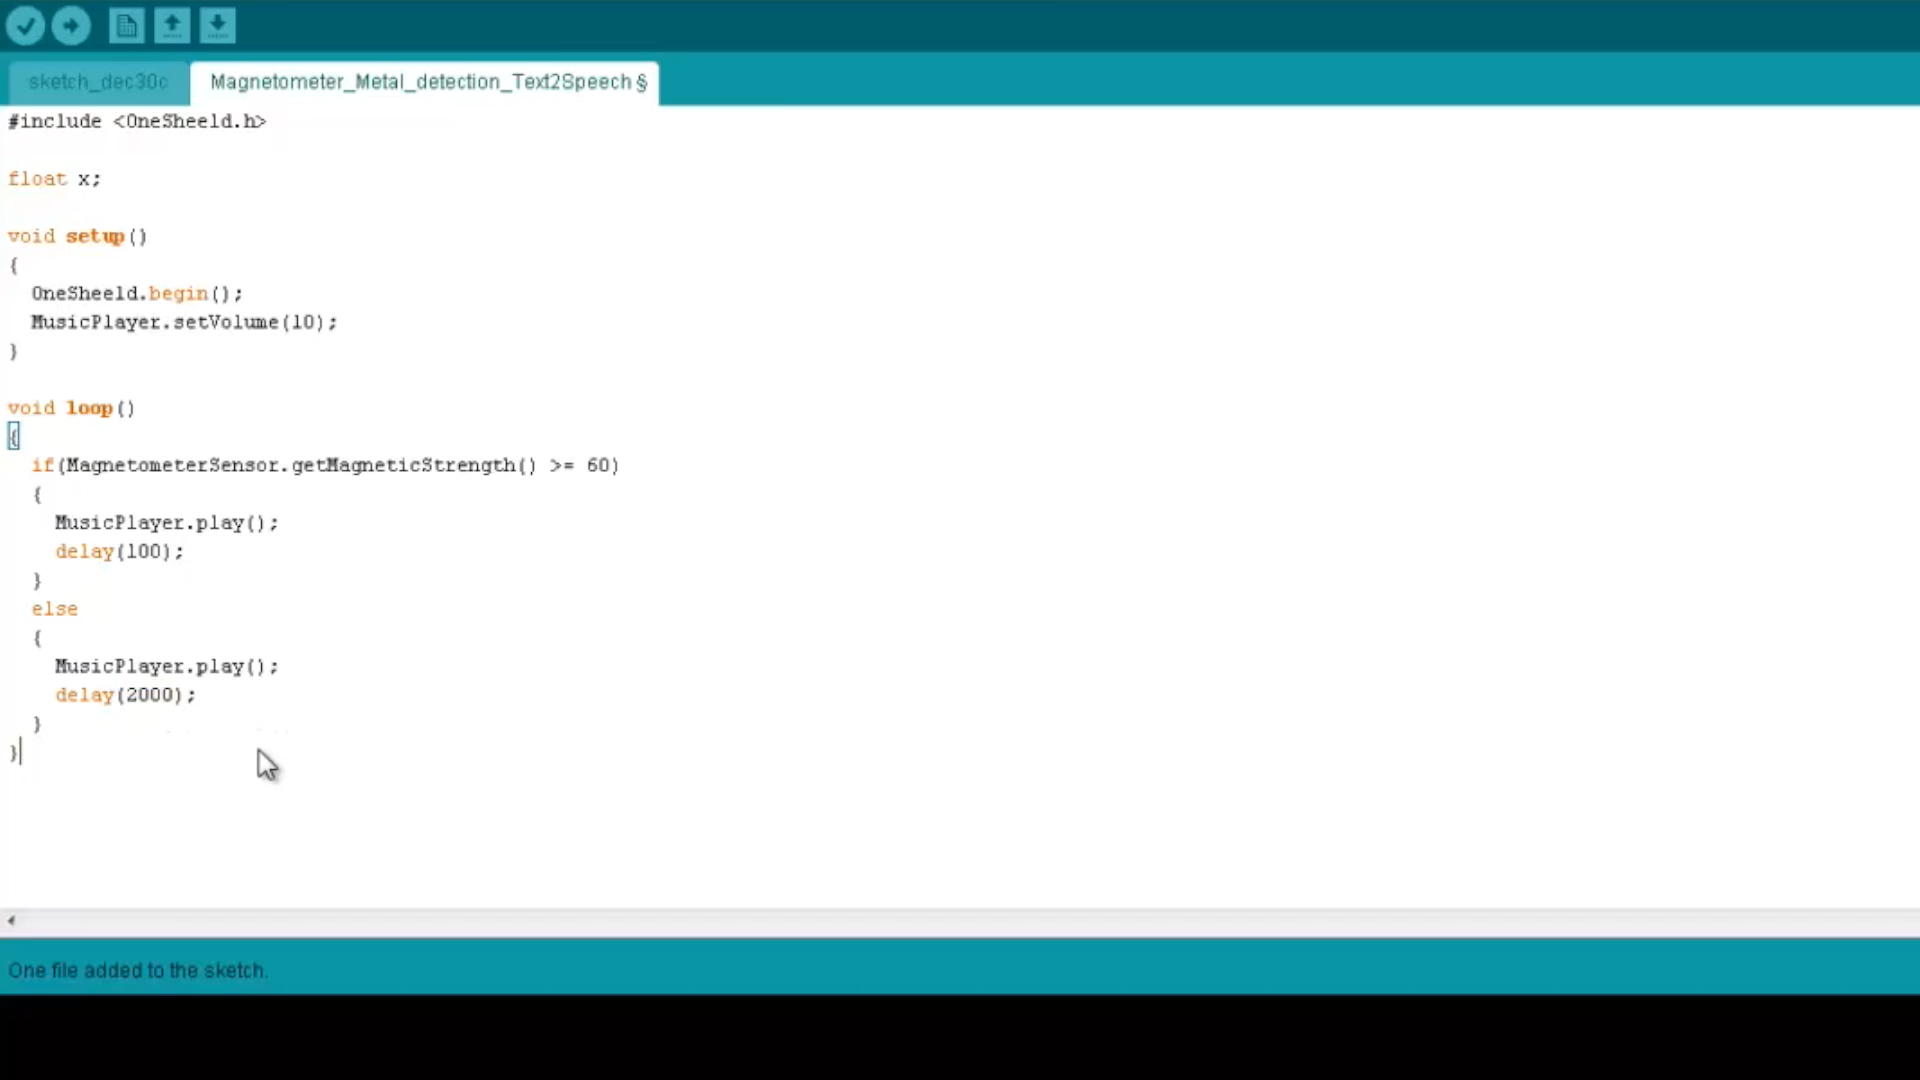 sketch_dec30c
Magnetometer_Metal_detection_Text2Speech §
#include <OneSheeld.h>
float x;
void setup()
{
OneSheeld.begin();
MusicPlayer.setVolume(10);
}
void loop()
{
if(MagnetometerSensor.getMagneticStrength() >= 60)
{
MusicPlayer.play();
delay(100);
}
else
{
MusicPlayer.play();
delay(2000);
}
}
One file added to the sketch.